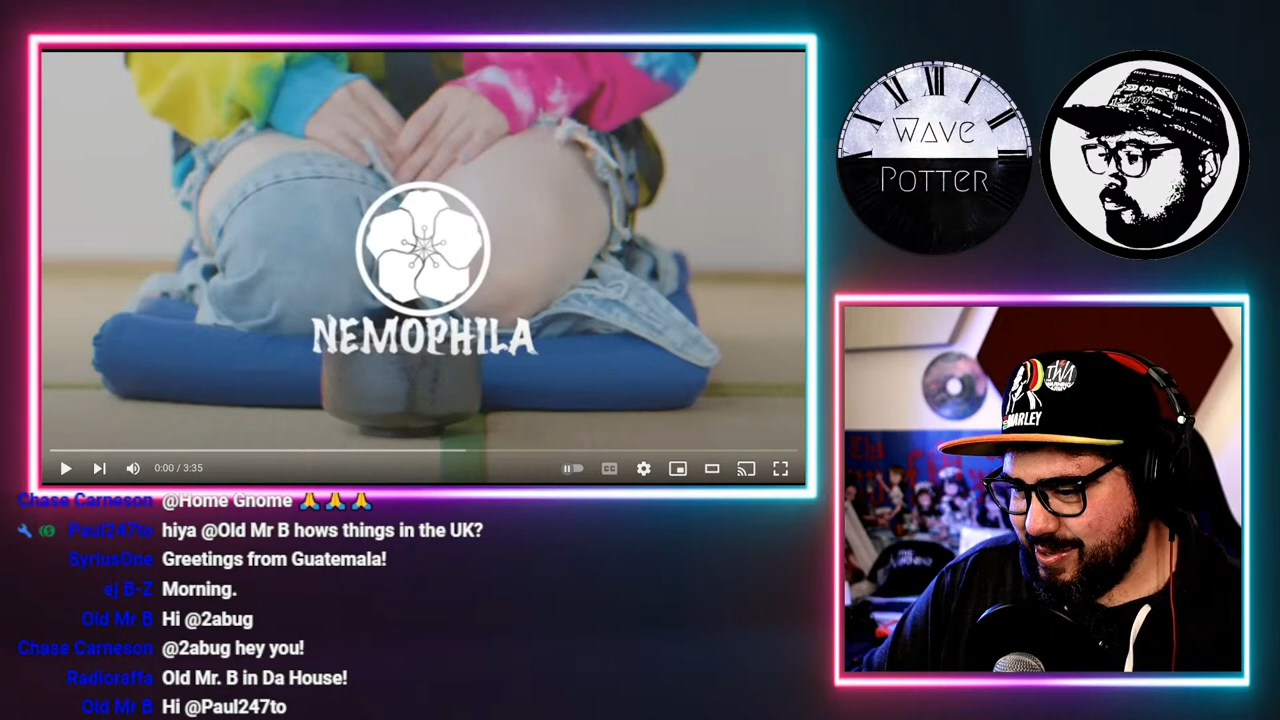 NEMOPHILA
0:00 / 3:35
CC
WAVE
POTTER
MARLEY
Chase Carneson @Home Gnome 🙏 🙏 🙏
Paul247to hiya @Old Mr B hows things in the UK?
SyriusOne Greetings from Guatemala!
ej B-Z Morning.
Old Mr B Hi @2abug
Chase Carneson @2abug hey you!
Radioraffa Old Mr. B in Da House!
Old Mr B Hi @Paul247to